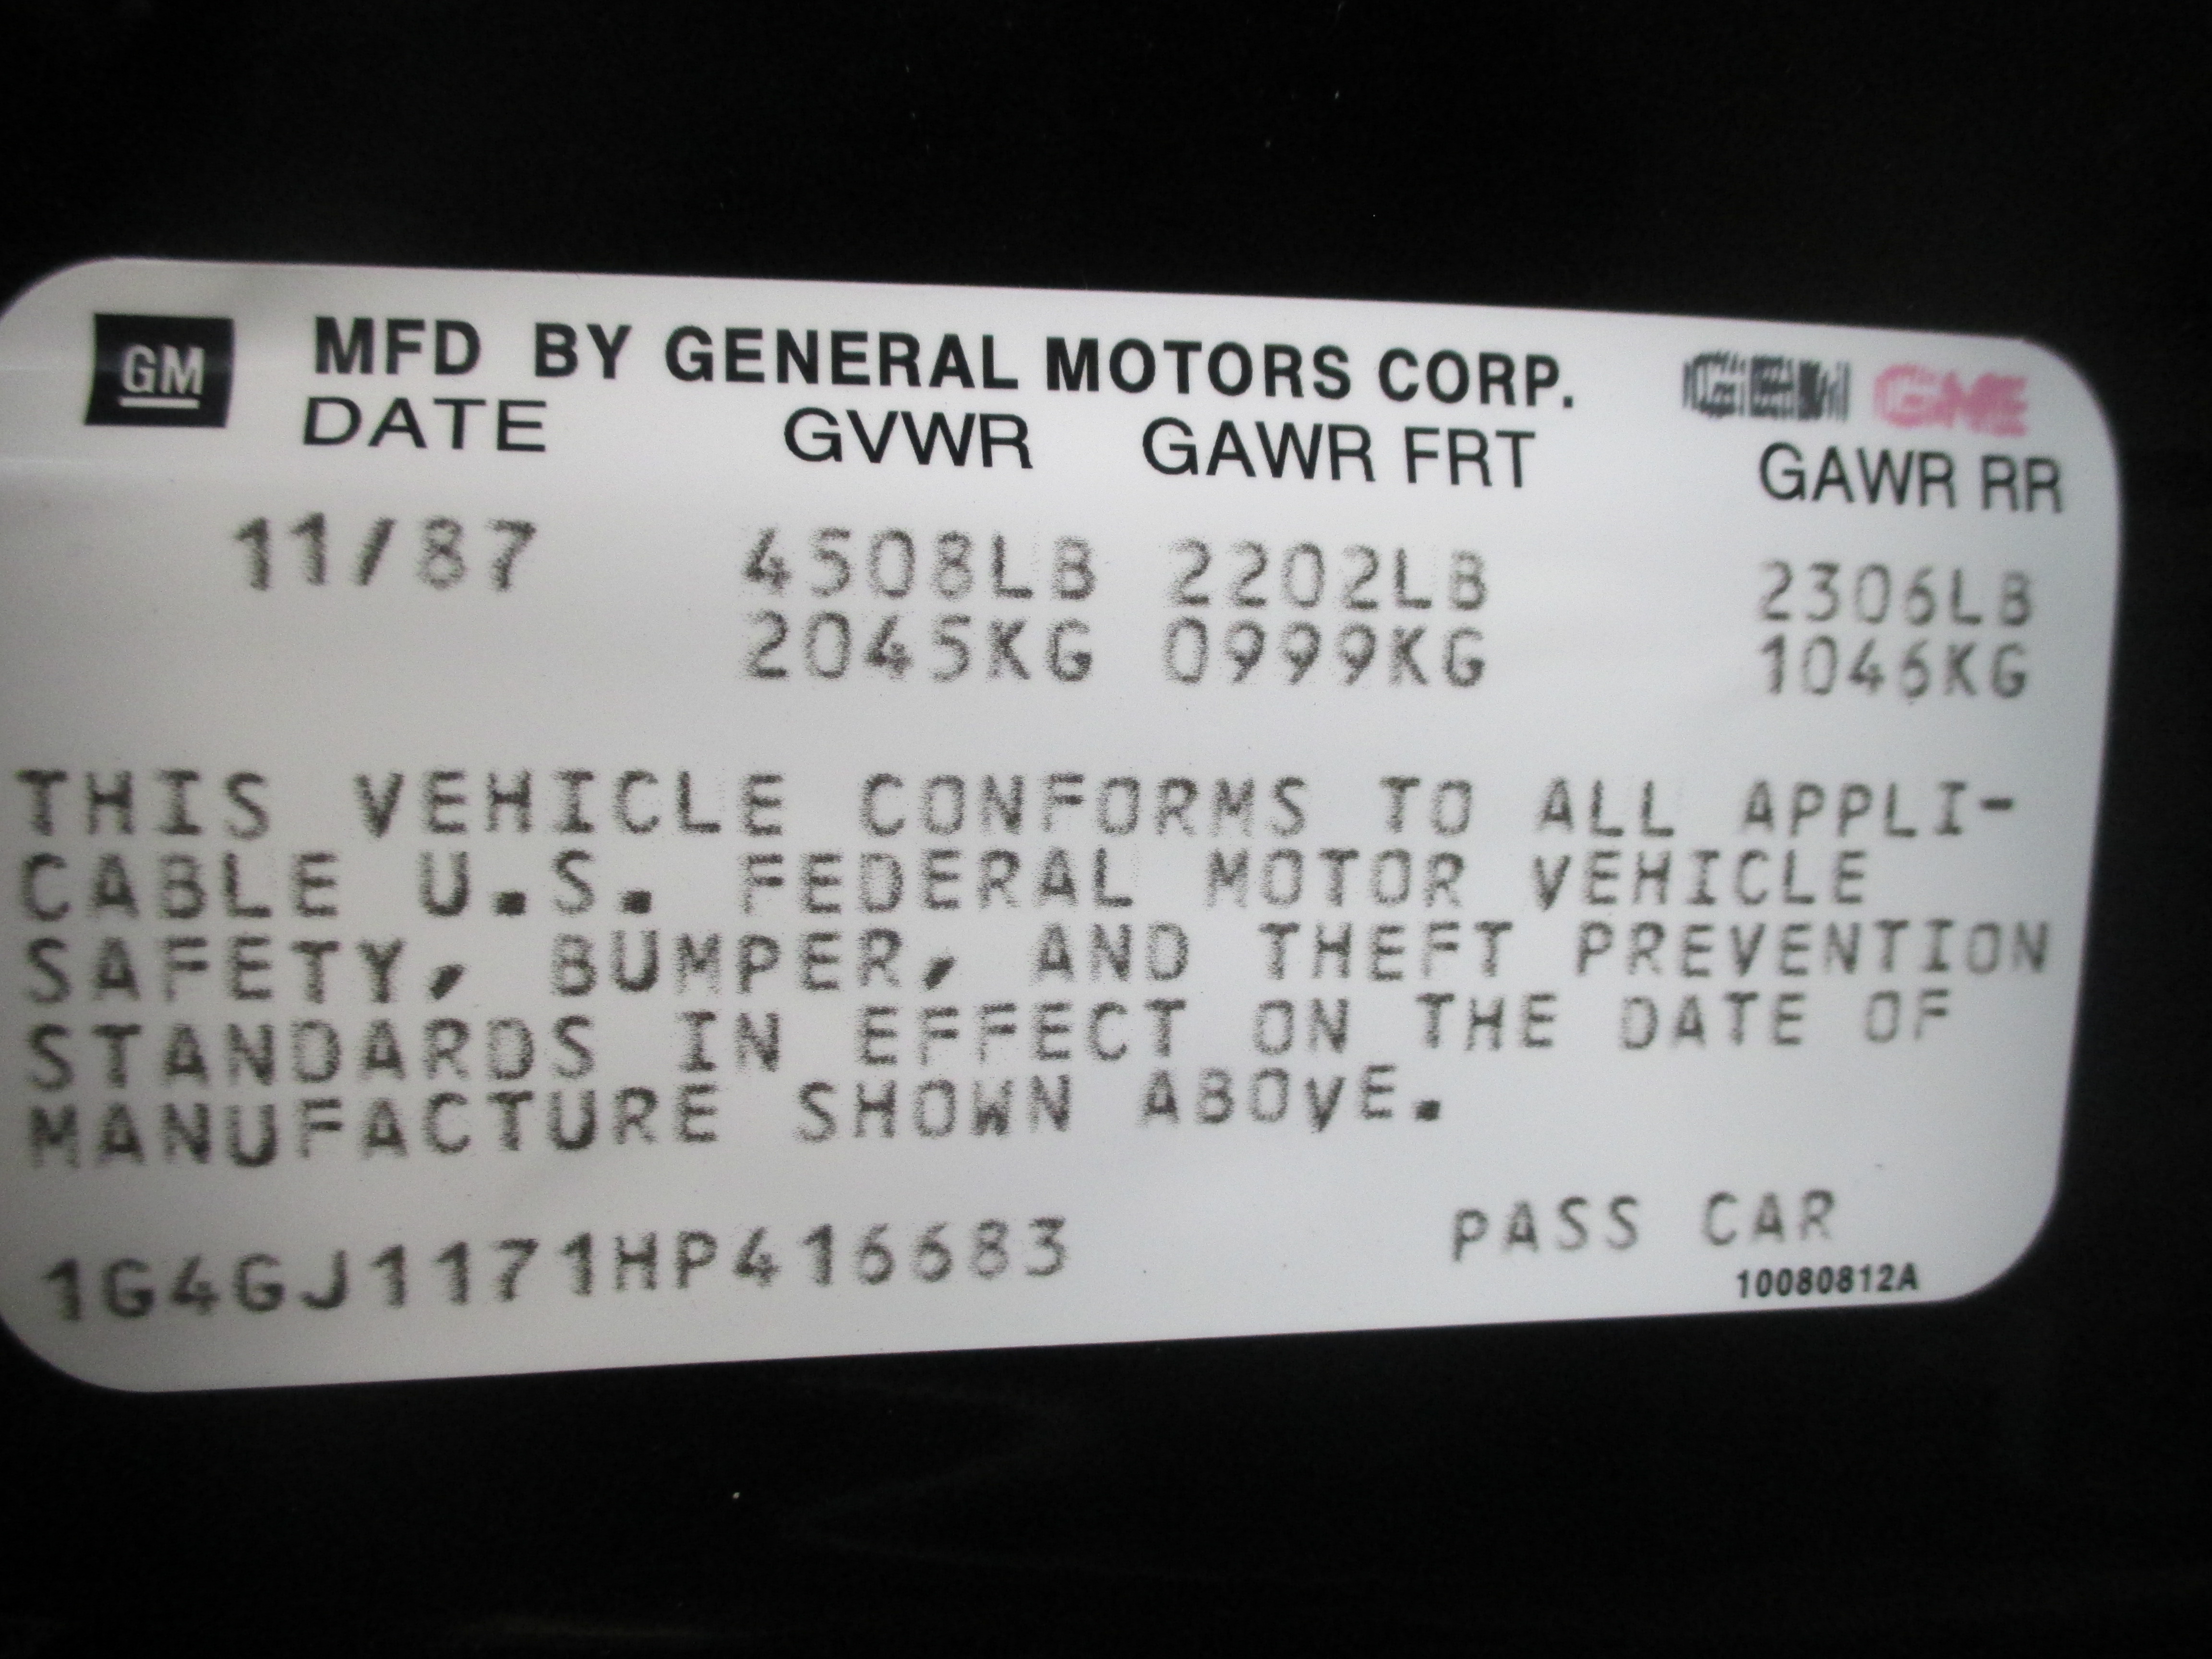 GM MFD BY GENERAL MOTORS CORP.
DATE GVWR GAWR FRT GAWR RR
11/87 4508LB 2202LB 2306LB
2045KG 0999KG 1046KG
THIS VEHICLE CONFORMS TO ALL APPLI-
CABLE U.S. FEDERAL MOTOR VEHICLE
SAFETY, BUMPER, AND THEFT PREVENTION
STANDARDS IN EFFECT ON THE DATE OF
MANUFACTURE SHOWN ABOVE.
1G4GJ1171HP416683 PASS CAR
10080812A